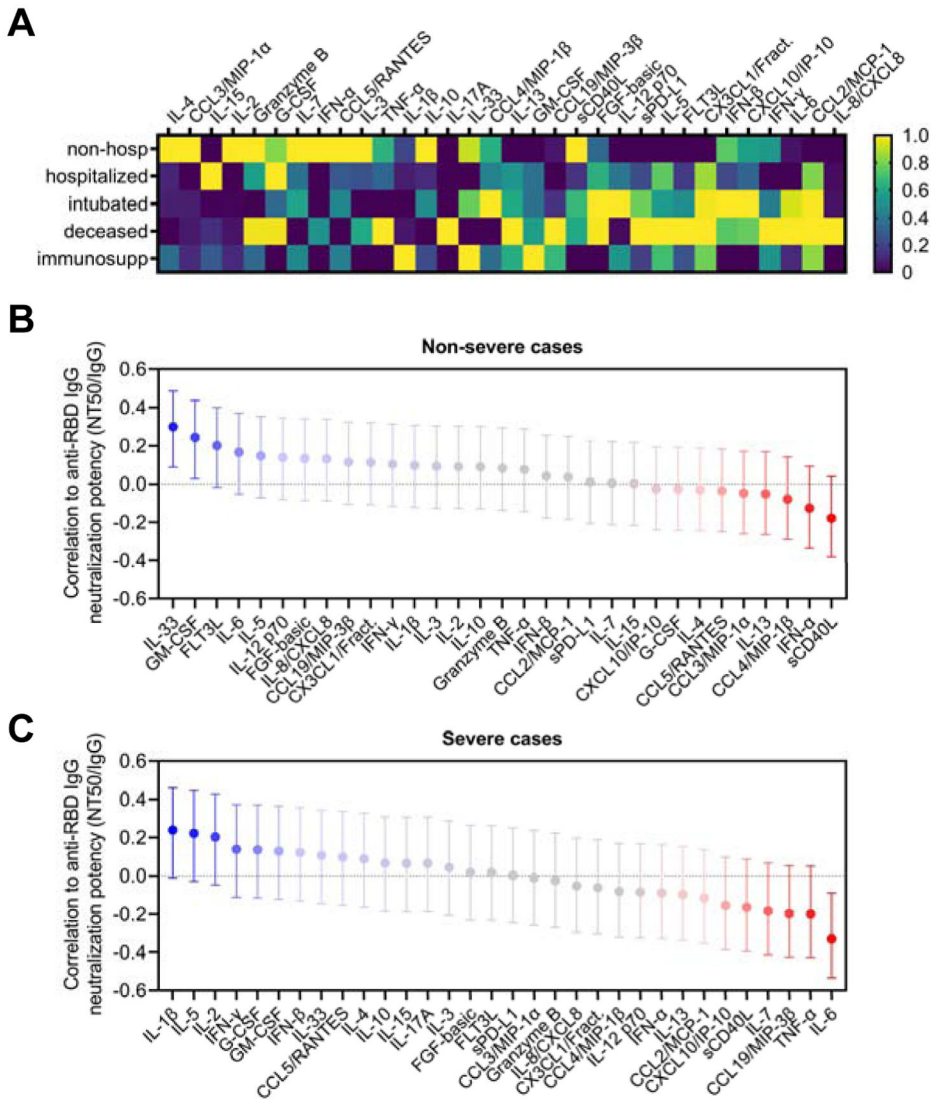 A
IL-4
CCL3/MIP-1α
IL-15
IL-2
Granzyme B
G-CSF
IL-7
IFN-α
CCL5/RANTES
IL-3
TNF-α
IL-1β
IL-10
IL-17A
IL-33
CCL4/MIP-1β
IL-13
GM-CSF
CCL19/MIP-3β
sCD40L
FGF-basic
IL-12 p70
sPD-L1
IL-5
FLT3L
CX3CL1/Fract.
IFN-β
CXCL10/IP-10
IFN-γ
IL-6
CCL2/MCP-1
IL-8/CXCL8
non-hosp
hospitalized
intubated
deceased
immunosupp
1.0
0.8
0.6
0.4
0.2
0
B
Non-severe cases
Correlation to anti-RBD IgG
neutralization potency (NT50/IgG)
0.6
0.4
0.2
0.0
-0.2
-0.4
-0.6
IL-33
GM-CSF
FLT3L
IL-6
IL-5
IL-12 p70
FGF-basic
IL-8/CXCL8
CCL19/MIP-3β
CX3CL1/Fract.
IFN-γ
IL-1β
IL-3
IL-2
IL-10
Granzyme B
TNF-α
IFN-β
CCL2/MCP-1
sPD-L1
IL-7
IL-15
CXCL10/IP-10
G-CSF
IL-4
CCL5/RANTES
CCL3/MIP-1α
IL-13
CCL4/MIP-1β
IFN-α
sCD40L
C
Severe cases
Correlation to anti-RBD IgG
neutralization potency (NT50/IgG)
0.6
0.4
0.2
0.0
-0.2
-0.4
-0.6
IL-1β
IL-5
IL-2
IFN-γ
G-CSF
GM-CSF
IFN-β
IL-33
CCL5/RANTES
IL-4
IL-10
IL-15
IL-17A
IL-3
FGF-basic
FLT3L
sPD-L1
CCL3/MIP-1α
Granzyme B
IL-8/CXCL8
CX3CL1/Fract.
CCL4/MIP-1β
IL-12 p70
IFN-α
IL-13
CCL2/MCP-1
CXCL10/IP-10
sCD40L
IL-7
CCL19/MIP-3β
TNF-α
IL-6